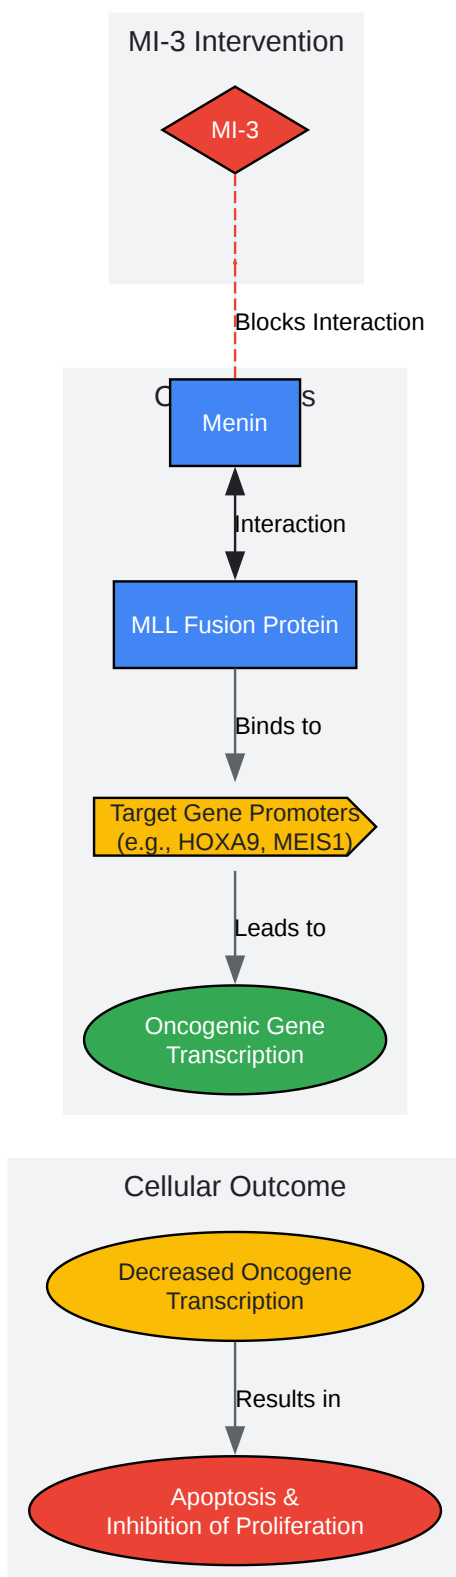 MI-3 Intervention
MI-3
Blocks Interaction
Menin
Interaction
MLL Fusion Protein
Binds to
Target Gene Promoters
(e.g., HOXA9, MEIS1)
Leads to
Oncogenic Gene
Transcription
Cellular Outcome
Decreased Oncogene
Transcription
Results in
Apoptosis &
Inhibition of Proliferation